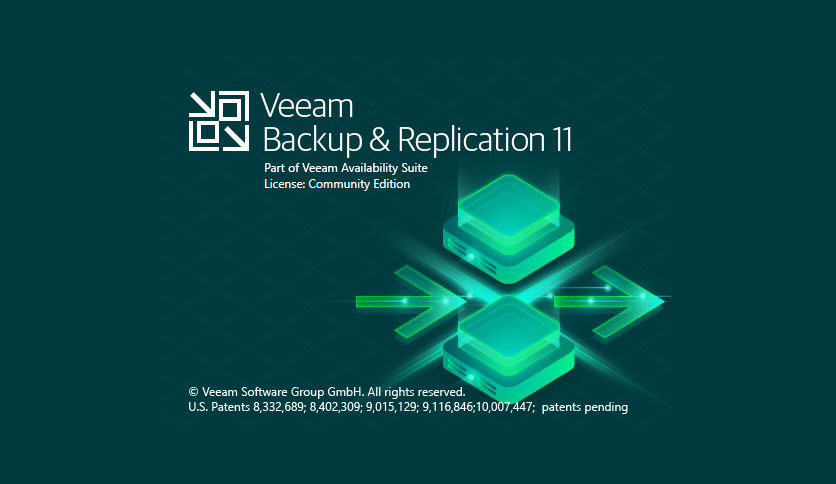 Veeam
Backup & Replication 11
Part of Veeam Availability Suite
License: Community Edition
© Veeam Software Group GmbH. All rights reserved.
U.S. Patents 8,332,689; 8,402,309; 9,015,129; 9,116,846;10,007,447;  patents pending